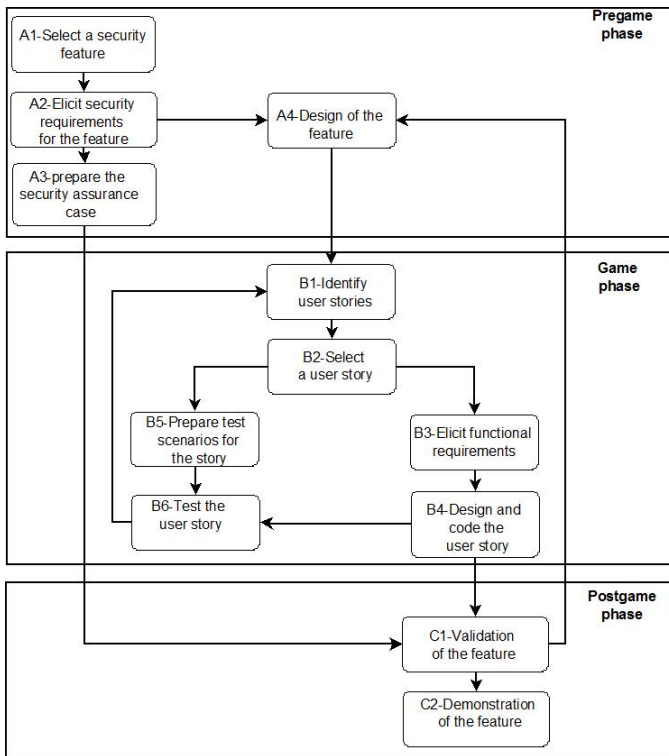 Pregame
phase
A1-Select a security
feature
A2-Elicit security
requirements
for the feature
A4-Design of the
feature
A3-prepare the
security assurance
case
Game
phase
B1-Identify
user stories
B2-Select
a user story
B5-Prepare test
scenarios for
the story
B3-Elicit functional
requirements
B6-Test the
user story
B4-Design and
code the
user story
Postgame
phase
C1-Validation
of the feature
C2-Demonstration
of the feature